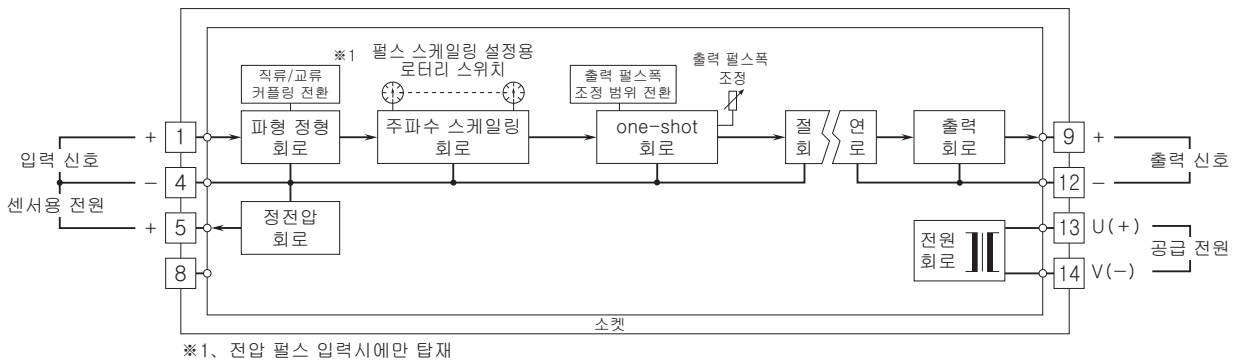 ※1
펄스 스케일링 설정용
로터리 스위치
출력 펄스폭
조정
직류/교류
커플링 전환
출력 펄스폭
조정 범위 전환
입력 신호
센서용 전원
+ 1
− 4
+ 5
8
파형 정형
회로
주파수 스케일링
회로
one-shot
회로
절 연
회 로
출력
회로
정전압
회로
전원
회로
9 +
12 −
출력 신호
13 U(+)
14 V(−)
공급 전원
소켓
※1、전압 펄스 입력시에만 탑재